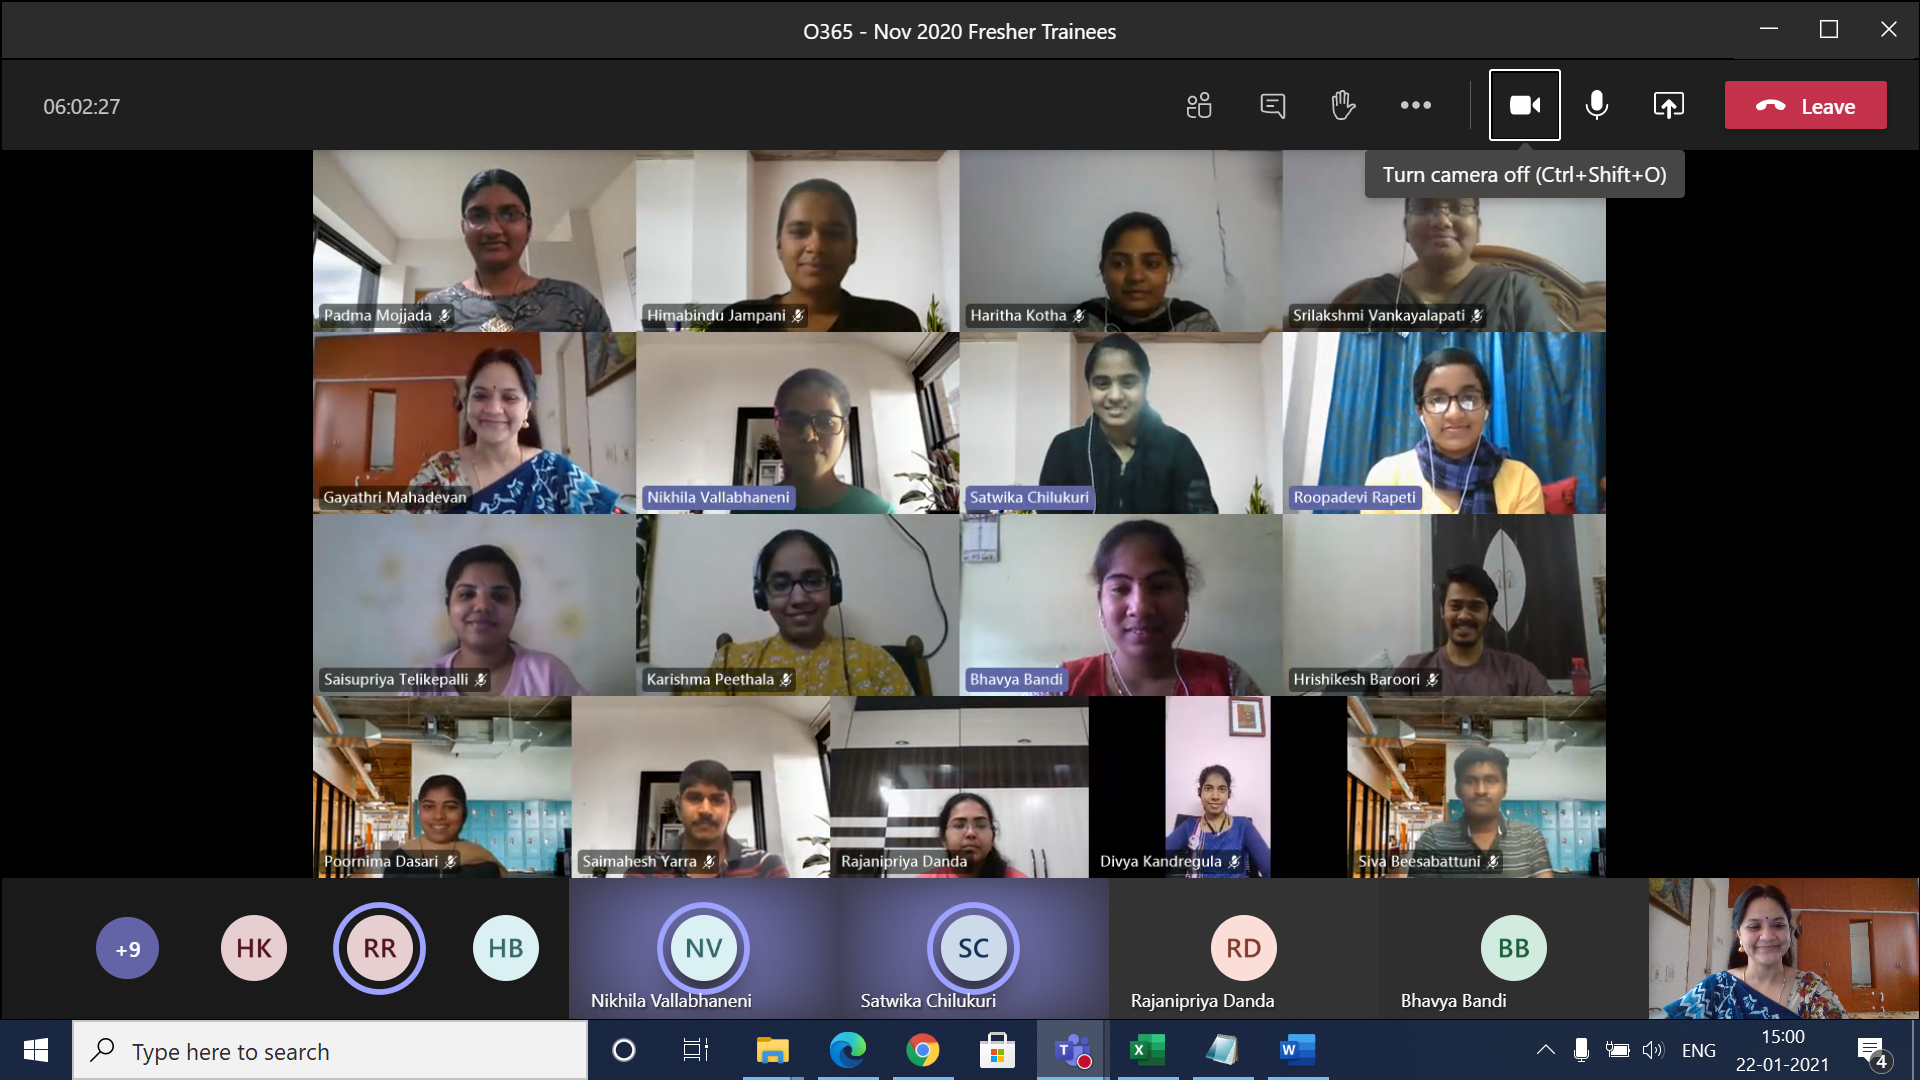 O365 - Nov 2020 Fresher Trainees
06:02:27
Leave
Turn camera off (Ctrl+Shift+O)
Padma Mojjada
Himabindu Jampani
Haritha Kotha
Srilakshmi Vankayalapati
Gayathri Mahadevan
Nikhila Vallabhaneni
Satwika Chilukuri
Roopadevi Rapeti
Saisupriya Telikepalli
Karishma Peethala
Bhavya Bandi
Hrishikesh Baroori
Poornima Dasari
Saimahesh Yarra
Rajanipriya Danda
Divya Kandregula
Siva Beesabattuni
+9
HK
RR
HB
NV
Nikhila Vallabhaneni
SC
Satwika Chilukuri
RD
Rajanipriya Danda
BB
Bhavya Bandi
Type here to search
T
X
W
ENG
15:00
22-01-2021
4